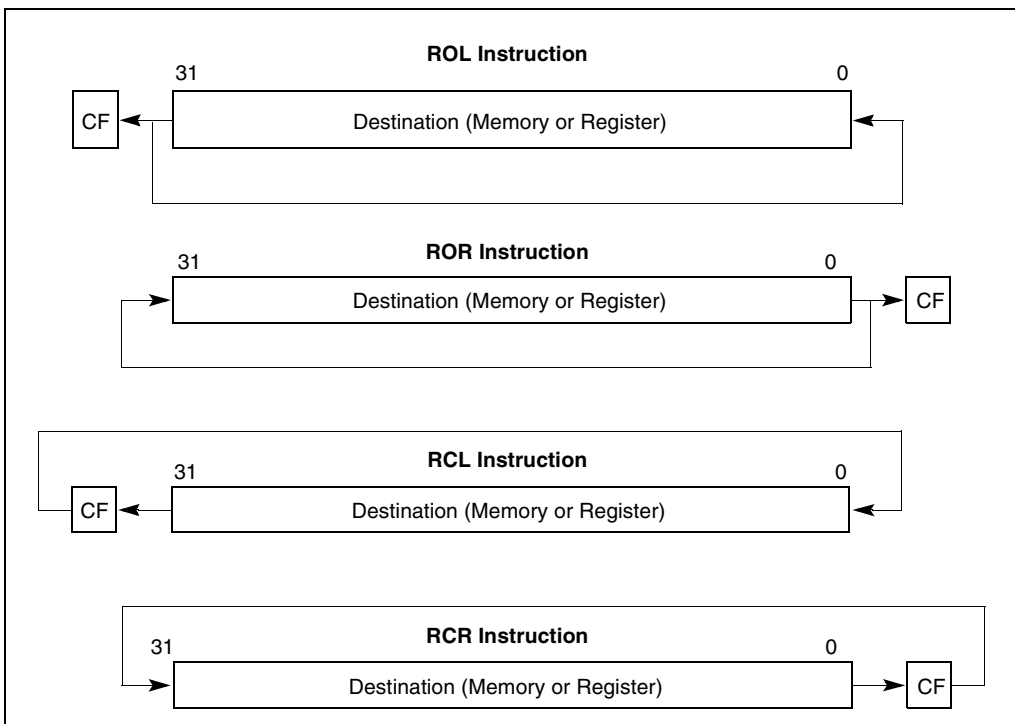 ROL Instruction
31 0
CF Destination (Memory or Register)
ROR Instruction
31 0
Destination (Memory or Register) CF
RCL Instruction
31 0
CF Destination (Memory or Register)
RCR Instruction
31 0
Destination (Memory or Register) CF